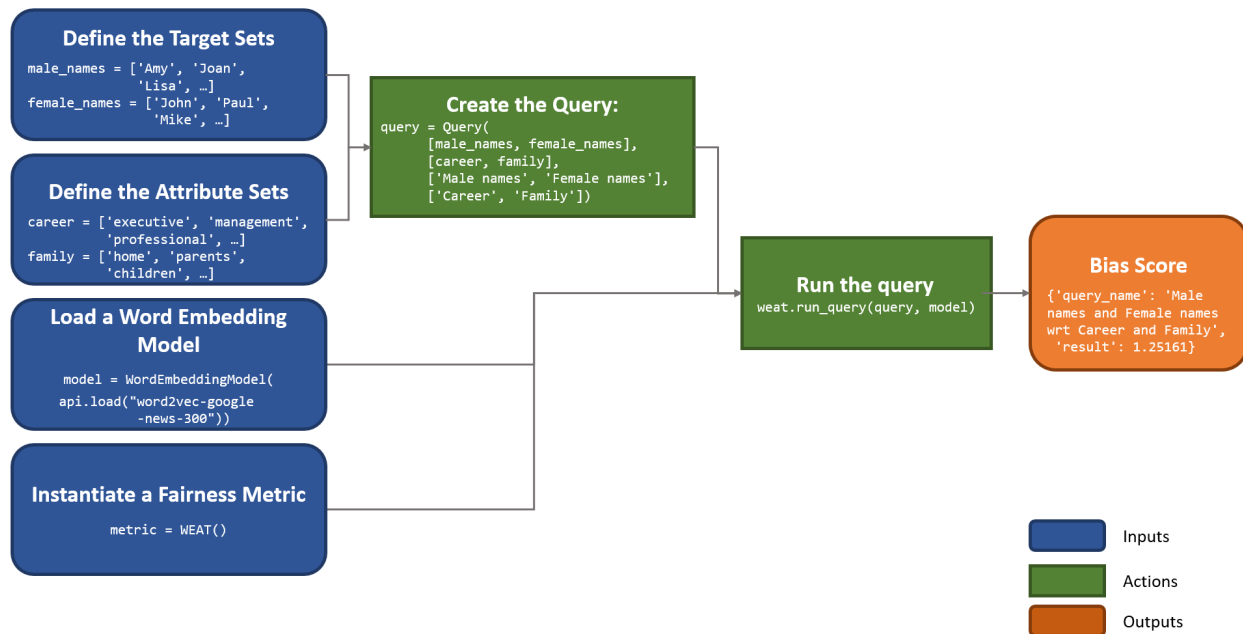 Define the Target Sets
male_names = ['Amy', 'Joan',
'Lisa', …]
female_names = ['John', 'Paul',
'Mike', …]
Define the Attribute Sets
career = ['executive', 'management',
'professional', …]
family = ['home', 'parents',
'children', …]
Load a Word Embedding
Model
model = WordEmbeddingModel(
api.load("word2vec-google
-news-300"))
Instantiate a Fairness Metric
metric = WEAT()
Create the Query:
query = Query(
[male_names, female_names],
[career, family],
['Male names', 'Female names'],
['Career', 'Family'])
Run the query
weat.run_query(query, model)
Bias Score
{'query_name': 'Male
names and Female names
wrt Career and Family',
'result': 1.25161}
Inputs
Actions
Outputs